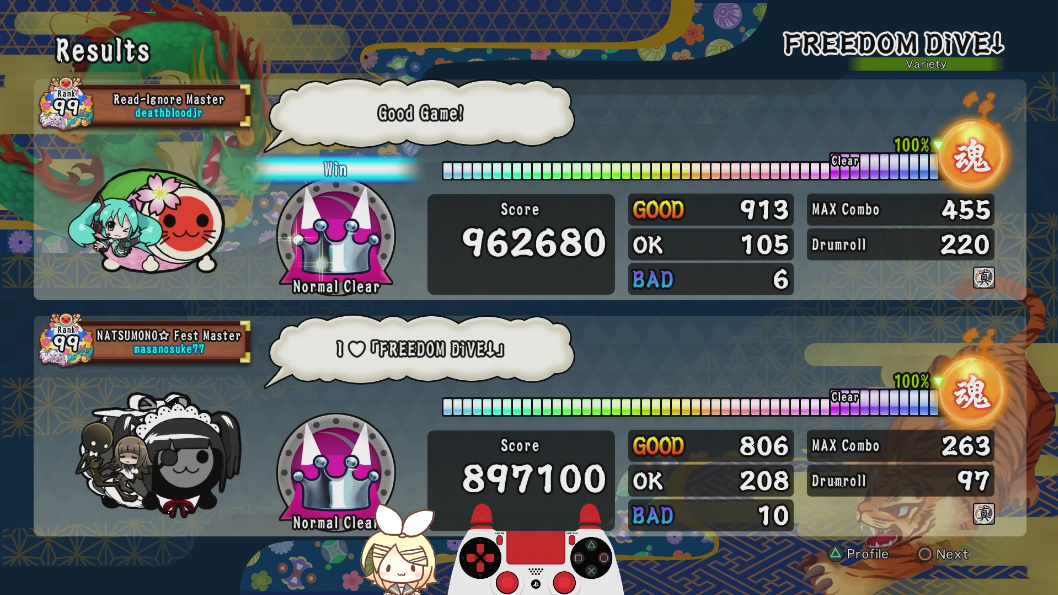 Results
FREEDOM DiVE↓
Variety
Rank
99
Read-Ignore Master
deathbloodjr
Good Game!
Win
Normal Clear
Score
962680
100%
Clear
魂
GOOD 913
OK 105
BAD 6
MAX Combo 455
Drumroll 220
真
Rank
99
NATSUMONO☆ Fest Master
masanosuke77
I ♡「FREEDOM DiVE↓」
Normal Clear
Score
897100
100%
Clear
魂
GOOD 806
OK 208
BAD 10
MAX Combo 263
Drumroll 97
真
△ Profile ○ Next